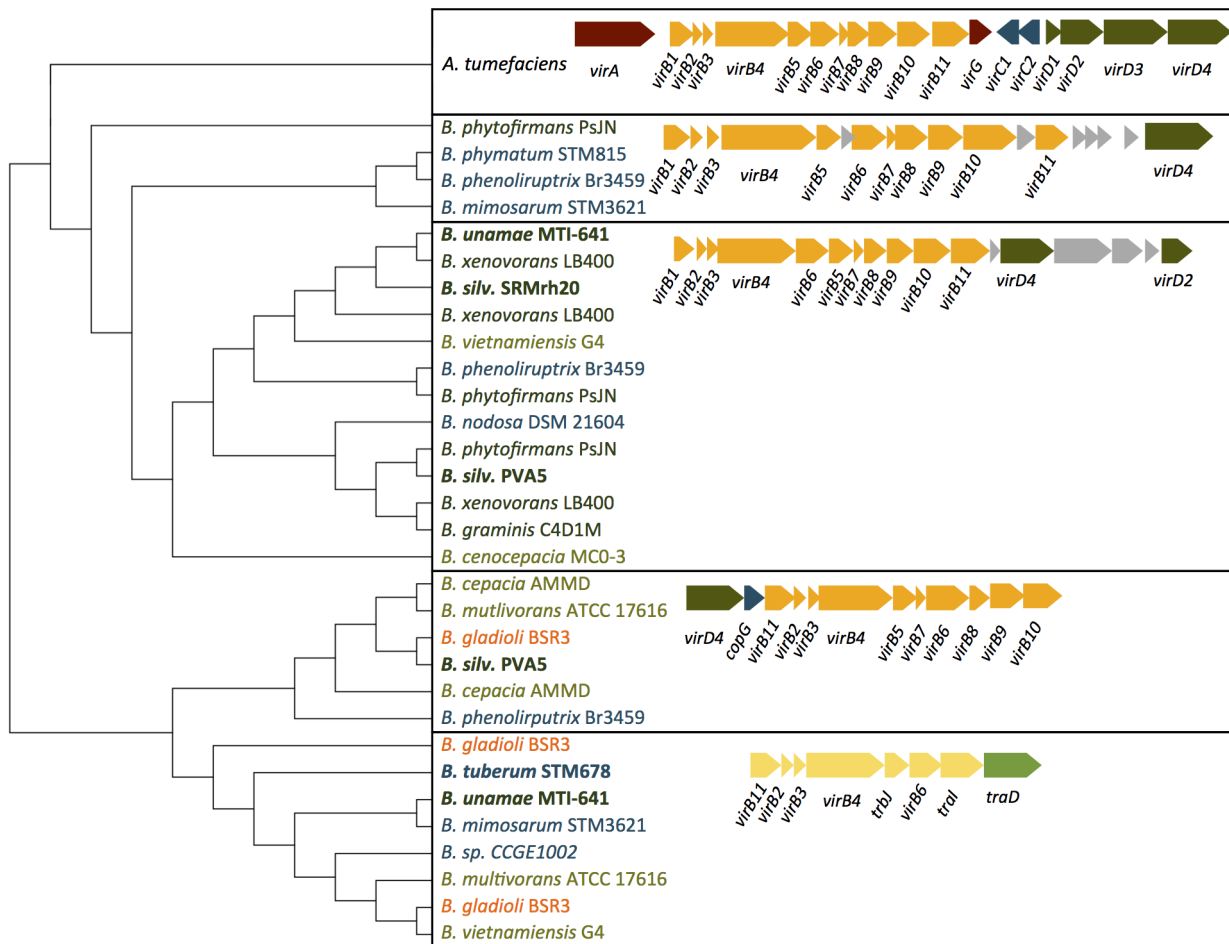 A. tumefaciens
virA
virB1
virB2
virB3
virB4
virB5
virB6
virB7
virB8
virB9
virB10
virB11
virG
virC1
virC2
virD1
virD2
virD3
virD4
B. phytofirmans PsJN
B. phymatum STM815
B. phenoliruptrix Br3459
B. mimosarum STM3621
virB1
virB2
virB3
virB4
virB5
virB6
virB7
virB8
virB9
virB10
virB11
virD4
B. unamae MTI-641
B. xenovorans LB400
B. silv. SRMrh20
B. xenovorans LB400
B. vietnamiensis G4
B. phenoliruptrix Br3459
B. phytofirmans PsJN
B. nodosa DSM 21604
B. phytofirmans PsJN
B. silv. PVA5
B. xenovorans LB400
B. graminis C4D1M
B. cenocepacia MC0-3
virB1
virB2
virB3
virB4
virB6
virB5
virB7
virB8
virB9
virB10
virB11
virD4
virD2
B. cepacia AMMD
B. mutlivorans ATCC 17616
B. gladioli BSR3
B. silv. PVA5
B. cepacia AMMD
B. phenolirputrix Br3459
virD4
copG
virB11
virB2
virB3
virB4
virB5
virB7
virB6
virB8
virB9
virB10
B. gladioli BSR3
B. tuberum STM678
B. unamae MTI-641
B. mimosarum STM3621
B. sp. CCGE1002
B. multivorans ATCC 17616
B. gladioli BSR3
B. vietnamiensis G4
virB11
virB2
virB3
virB4
trbJ
virB6
traI
traD